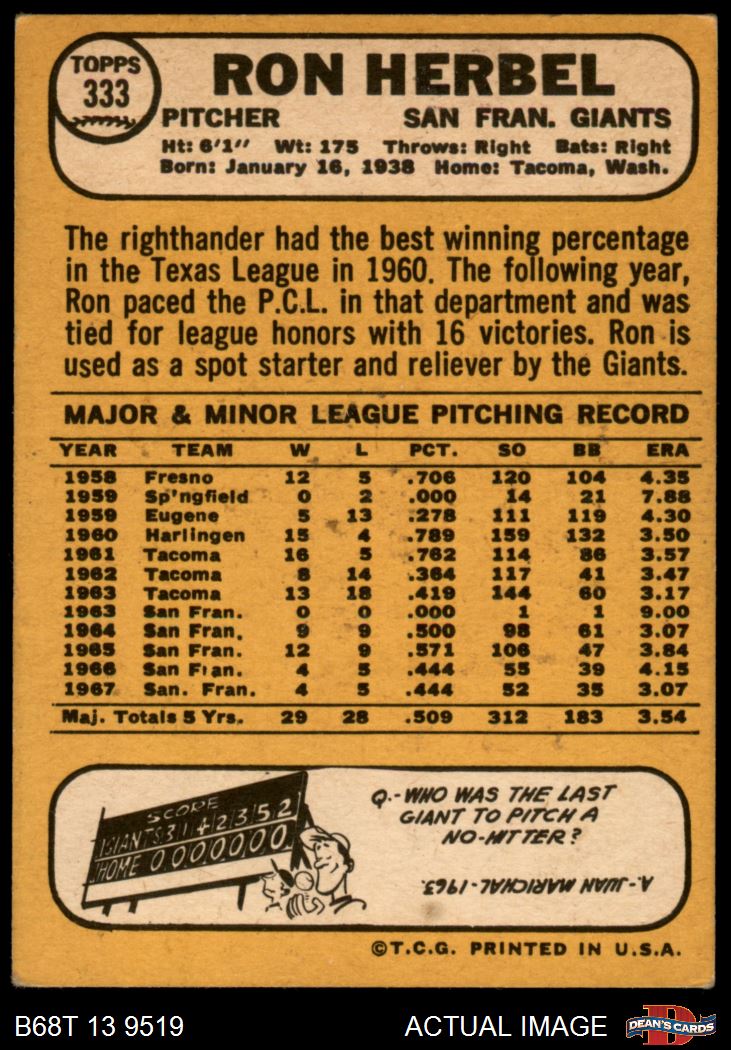 TOPPS
333
RON HERBEL
PITCHER SAN FRAN. GIANTS
Ht: 6'1" Wt: 175 Throws: Right Bats: Right
Born: January 16, 1938 Home: Tacoma, Wash.
The righthander had the best winning percentage
in the Texas League in 1960. The following year,
Ron paced the P.C.L. in that department and was
tied for league honors with 16 victories. Ron is
used as a spot starter and reliever by the Giants.
MAJOR & MINOR LEAGUE PITCHING RECORD
YEAR TEAM W L PCT. SO BB ERA
1958 Fresno 12 5 .706 120 104 4.35
1959 Sp'ngfield 0 2 .000 14 21 7.88
1959 Eugene 5 13 .278 111 119 4.30
1960 Harlingen 15 4 .789 159 132 3.50
1961 Tacoma 16 5 .762 114 86 3.57
1962 Tacoma 8 14 .364 117 41 3.47
1963 Tacoma 13 18 .419 144 60 3.17
1963 San Fran. 0 0 .000 1 1 9.00
1964 San Fran. 9 9 .500 98 61 3.07
1965 San Fran. 12 9 .571 106 47 3.84
1966 San Fran. 4 5 .444 55 39 4.15
1967 San. Fran. 4 5 .444 52 35 3.07
Maj. Totals 5 Yrs. 29 28 .509 312 183 3.54
SCORE
GIANTS 3 1 4 2 3 5 2
HOME 0.0.0.0.0.0.0.
Q.- WHO WAS THE LAST
GIANT TO PITCH A
NO-HITTER?
A. JUAN MARICHAL - 1963.
©T.C.G. PRINTED IN U.S.A.
B68T 13 9519 ACTUAL IMAGE DEAN'S CARDS